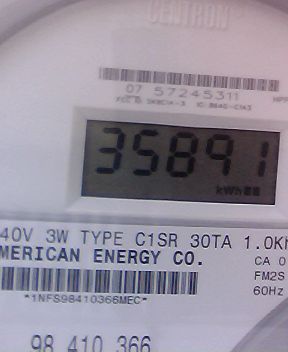 CENTRON
07 57245311
35891
kWh
40V 3W TYPE C1SR 30TA 1.0Kh
MERICAN ENERGY CO.
CA 0
FM2S
*1NFS98410366MEC*
60Hz
98 410 366